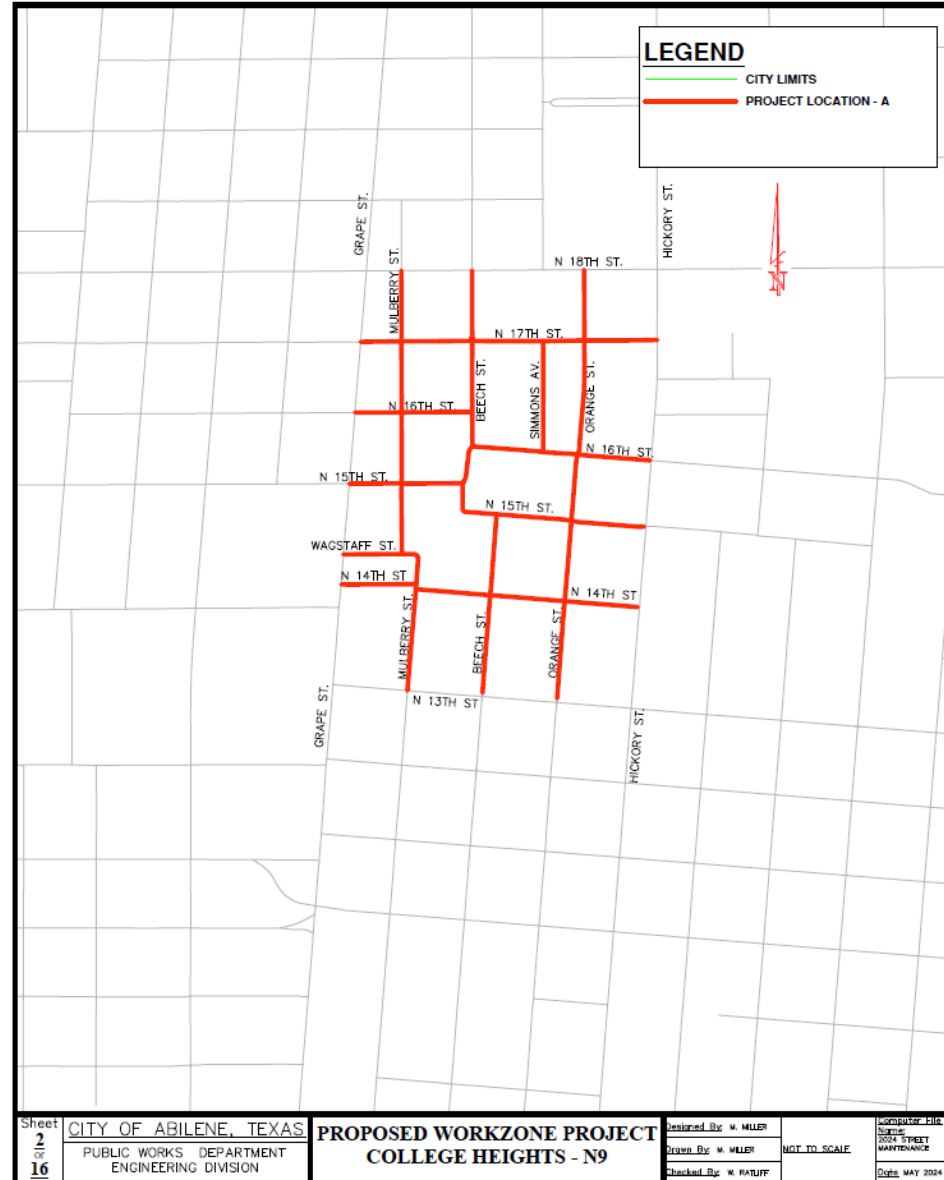 LEGEND
CITY LIMITS
PROJECT LOCATION - A
GRAPE ST.
HICKORY ST.
MULBERRY ST.
N 18TH ST.
N 17TH ST.
BEECH ST.
SIMMONS AV.
ORANGE ST.
N 16TH ST.
N 16TH ST.
N 15TH ST.
N 15TH ST.
WAGSTAFF ST.
N 14TH ST
N 14TH ST
MULBERRY ST.
BEECH ST.
ORANGE ST.
N 13TH ST
GRAPE ST.
HICKORY ST.
N
Sheet
2
16
CITY OF ABILENE, TEXAS
PUBLIC WORKS DEPARTMENT
ENGINEERING DIVISION
PROPOSED WORKZONE PROJECT
COLLEGE HEIGHTS - N9
Designed By: M. MILLER
Drawn By: M. MILLER
Checked By: W. RATLIFF
NOT TO SCALE
Computer File
Name:
2024 STREET
MAINTENANCE
Date MAY 2024